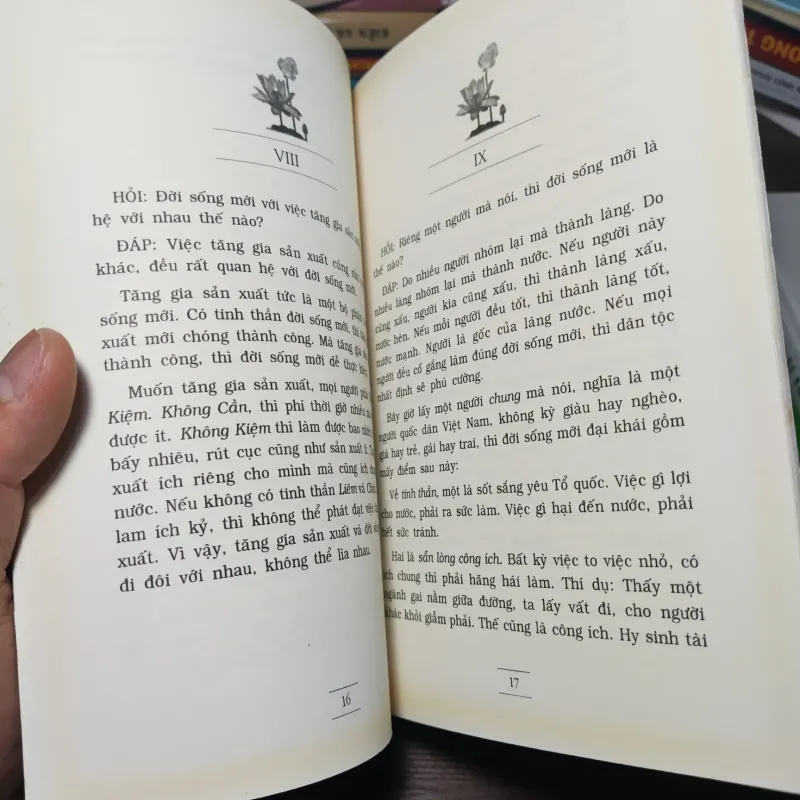 VIII
HỎI: Đời sống mới với việc tăng gia sản
hệ với nhau thế nào?
ĐÁP: Việc tăng gia sản xuất cũng như
khác, đều rất quan hệ với đời sống mới.
Tăng gia sản xuất tức là một bộ phận
sống mới. Có tinh thần đời sống mới, thì
xuất mới chóng thành công. Mà tăng gia
thành công, thì đời sống mới dễ thực hiện.
Muốn tăng gia sản xuất, mọi người phải
Kiệm. Không Cần, thì phí thời giờ nhiều mà
được ít. Không Kiệm thì làm được bao nhiêu
bấy nhiêu, rút cục cũng như sản xuất ít.
xuất ích riêng cho mình mà cũng ích
nước. Nếu không có tinh thần Liêm và
lam ích kỷ, thì không thể phát đạt việc
xuất. Vì vậy, tăng gia sản xuất và đời
đi đôi với nhau, không thể lìa nhau.
16
IX
HỎI: Riêng một người mà nói, thì đời sống mới là
thế nào?
ĐÁP: Do nhiều người nhóm lại mà thành làng. Do
nhiều làng nhóm lại mà thành nước. Nếu người này
cũng xấu, người kia cũng xấu, thì thành làng xấu,
nước hèn. Nếu mỗi người đều tốt, thì thành làng tốt,
nước mạnh. Người là gốc của làng nước. Nếu mọi
người đều cố gắng làm đúng đời sống mới, thì dân tộc
nhất định sẽ phú cường.
Bây giờ lấy một người chung mà nói, nghĩa là một
người quốc dân Việt Nam, không kỳ giàu hay nghèo,
già hay trẻ, gái hay trai, thì đời sống mới đại khái gồm
mấy điểm sau này:
Về tinh thần, một là sốt sắng yêu Tổ quốc. Việc gì lợi
cho nước, phải ra sức làm. Việc gì hại đến nước, phải
hết sức tránh.
Hai là sẵn lòng công ích. Bất kỳ việc to việc nhỏ, có
ích chung thì phải hăng hái làm. Thí dụ: Thấy một
ngành gai nằm giữa đường, ta lấy vất đi, cho người
khác khỏi giẫm phải. Thế cũng là công ích. Hy sinh tài
17